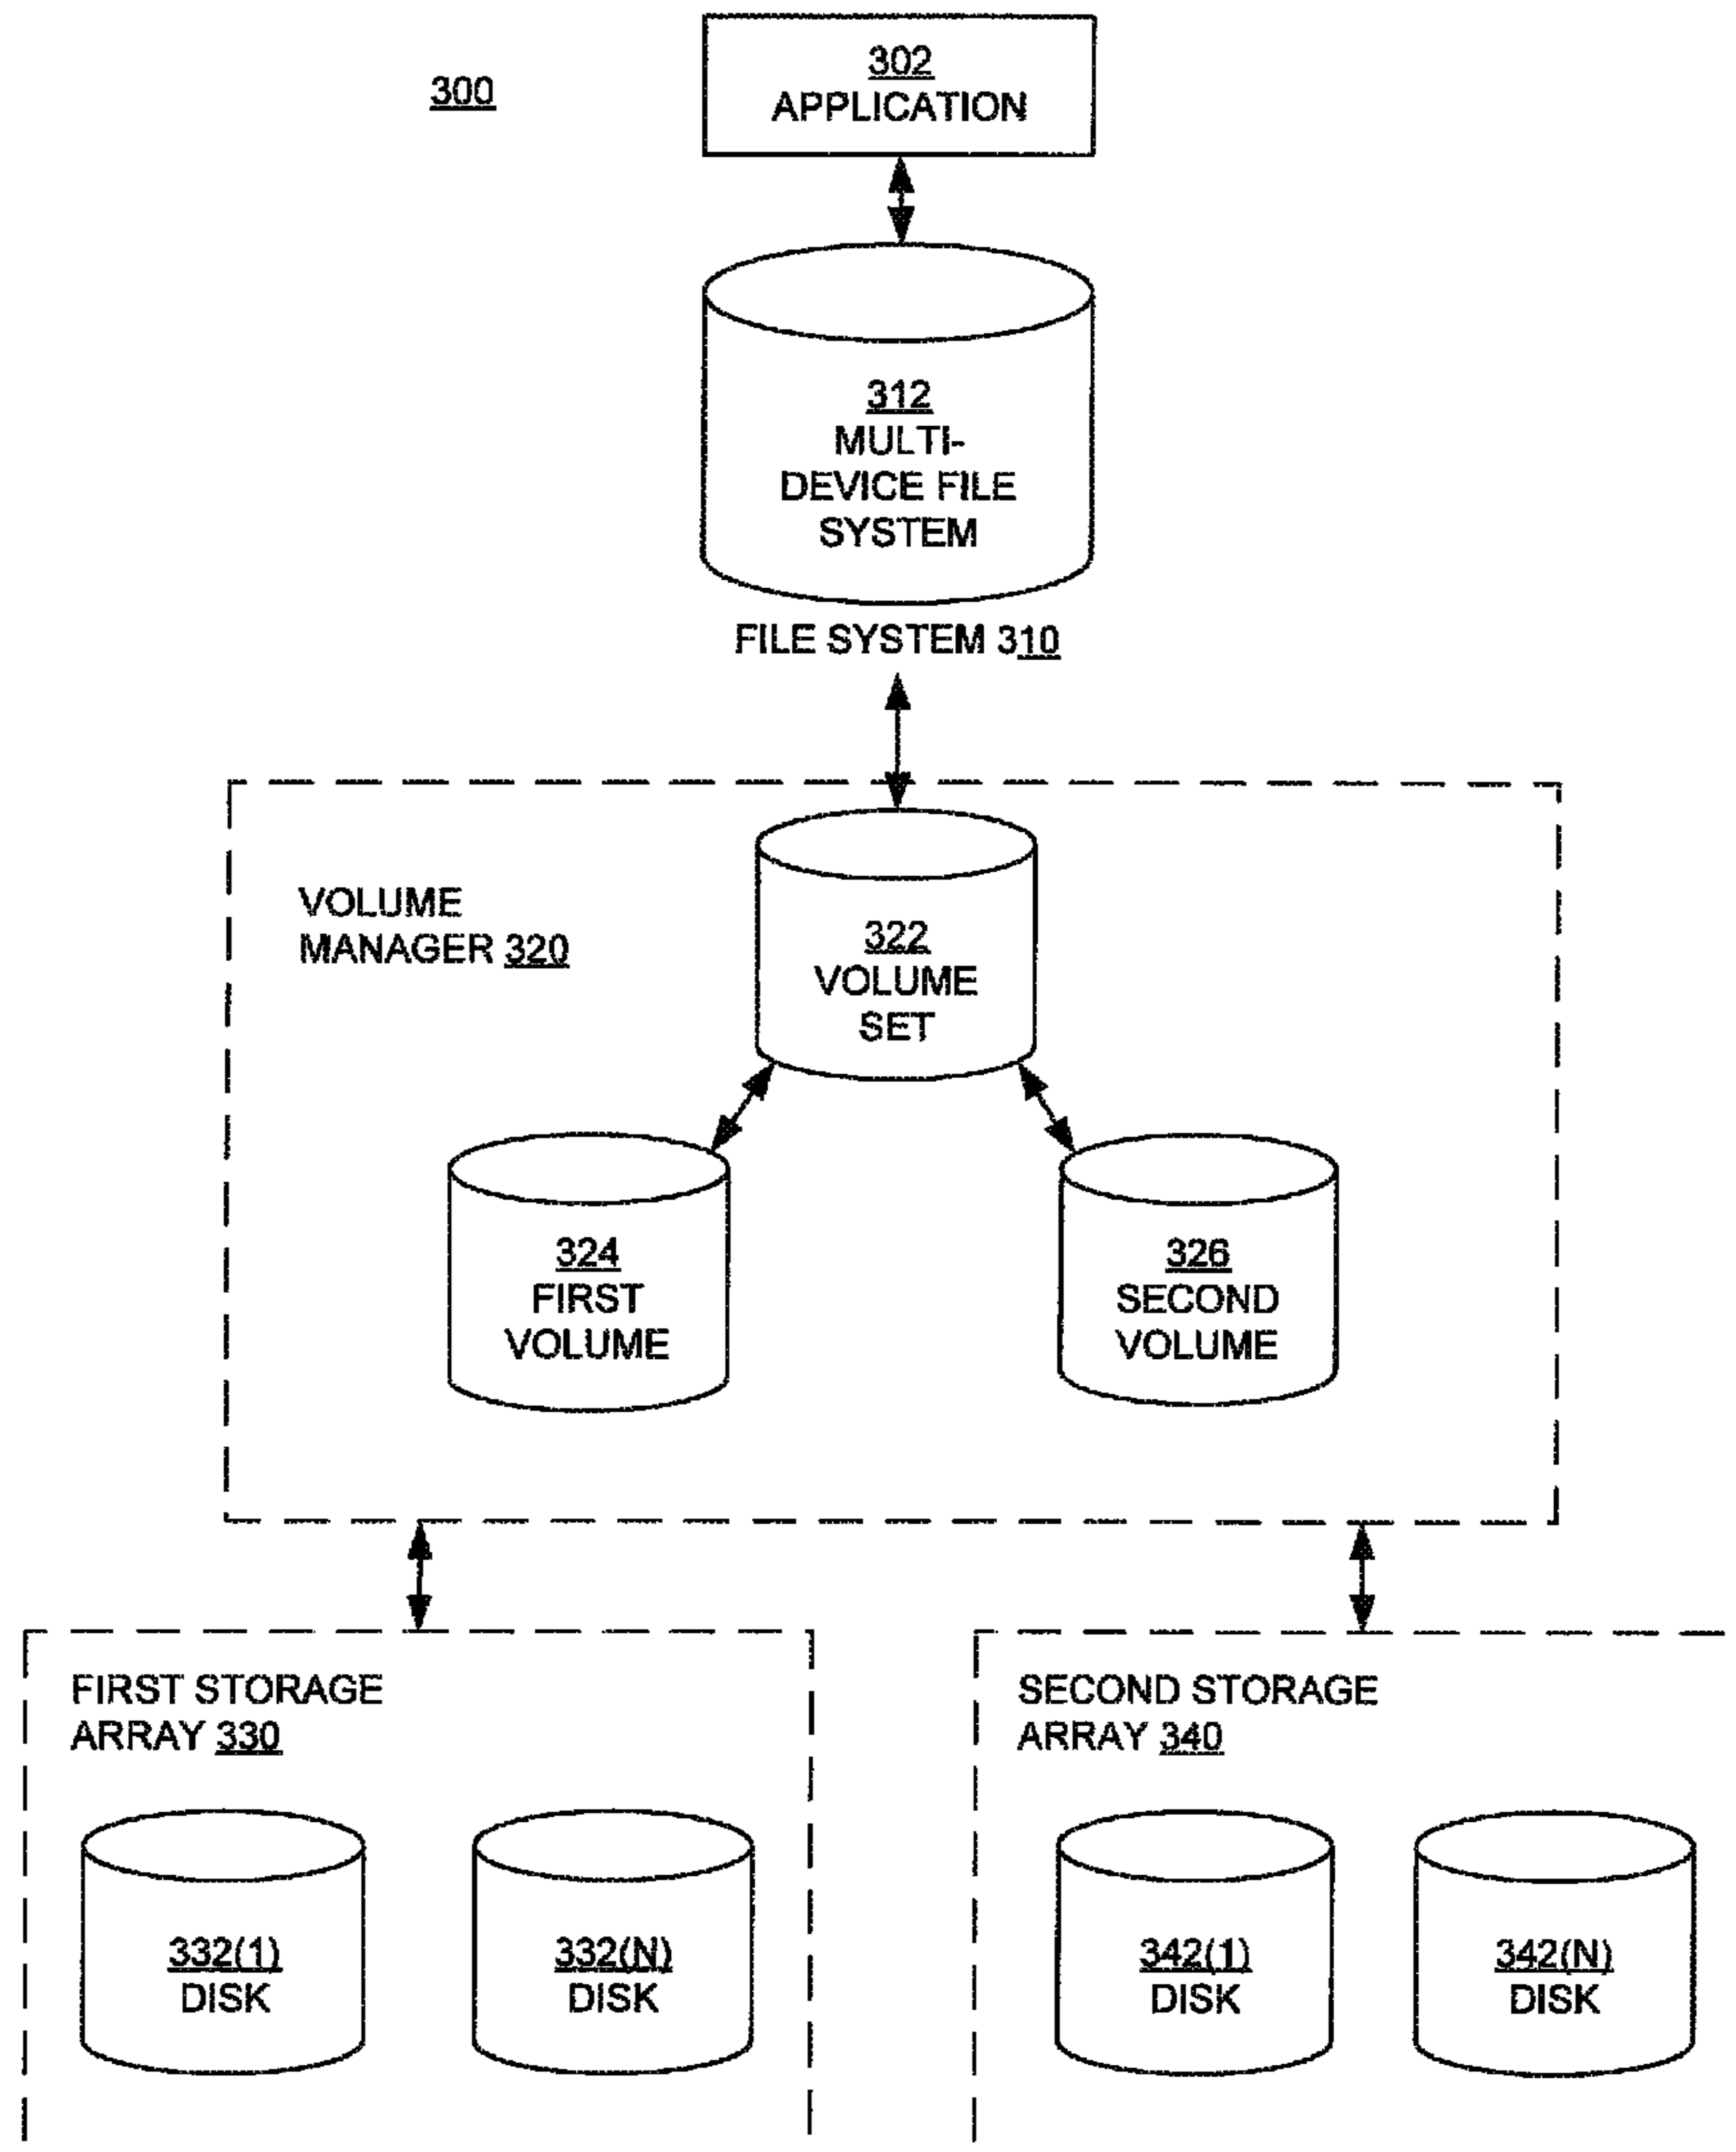 300
302
APPLICATION
312
MULTI-
DEVICE FILE
SYSTEM
FILE SYSTEM 310
VOLUME
MANAGER 320
322
VOLUME
SET
324
FIRST
VOLUME
326
SECOND
VOLUME
FIRST STORAGE
ARRAY 330
332(1)
DISK
332(N)
DISK
SECOND STORAGE
ARRAY 340
342(1)
DISK
342(N)
DISK